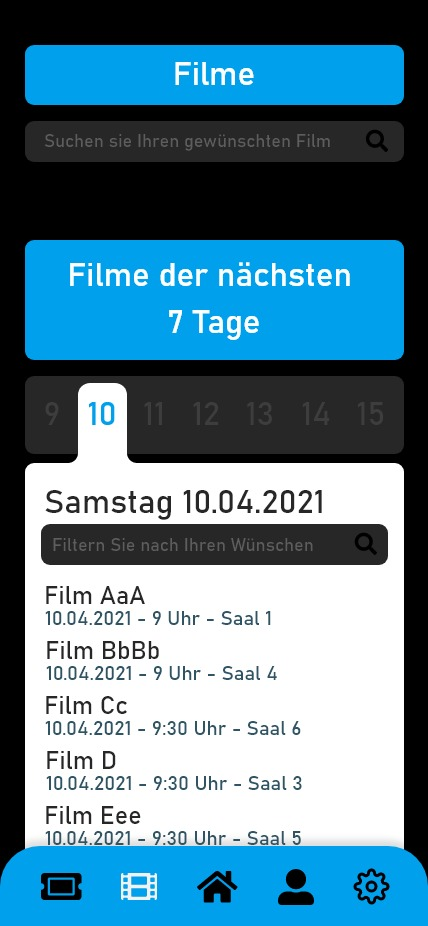 Filme
Suchen sie Ihren gewünschten Film
Filme der nächsten
7 Tage
9 10 11 12 13 14 15
Samstag 10.04.2021
Filtern Sie nach Ihren Wünschen
Film AaA
10.04.2021 - 9 Uhr - Saal 1
Film BbBb
10.04.2021 - 9 Uhr - Saal 4
Film Cc
10.04.2021 - 9:30 Uhr - Saal 6
Film D
10.04.2021 - 9:30 Uhr - Saal 3
Film Eee
10.04.2021 - 9:30 Uhr - Saal 5